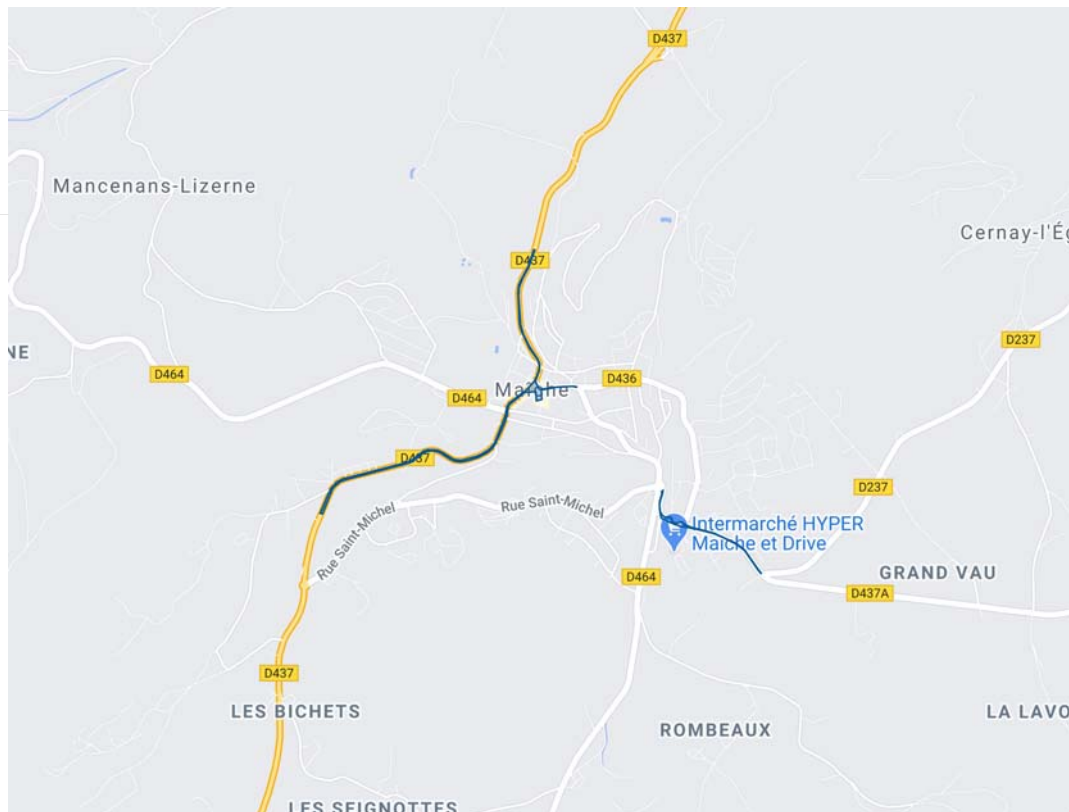 D437
Mancenans-Lizerne
Cernay-l'Ég
D437
D237
NE
D464
D436
Maîche
D464
D437
D237
Rue Saint-Michel
Intermarché HYPER
Maiche et Drive
Rue Saint-Michel
D464
GRAND VAU
D437A
D437
LES BICHETS
LA LAVO
ROMBEAUX
LES SEIGNOTTES